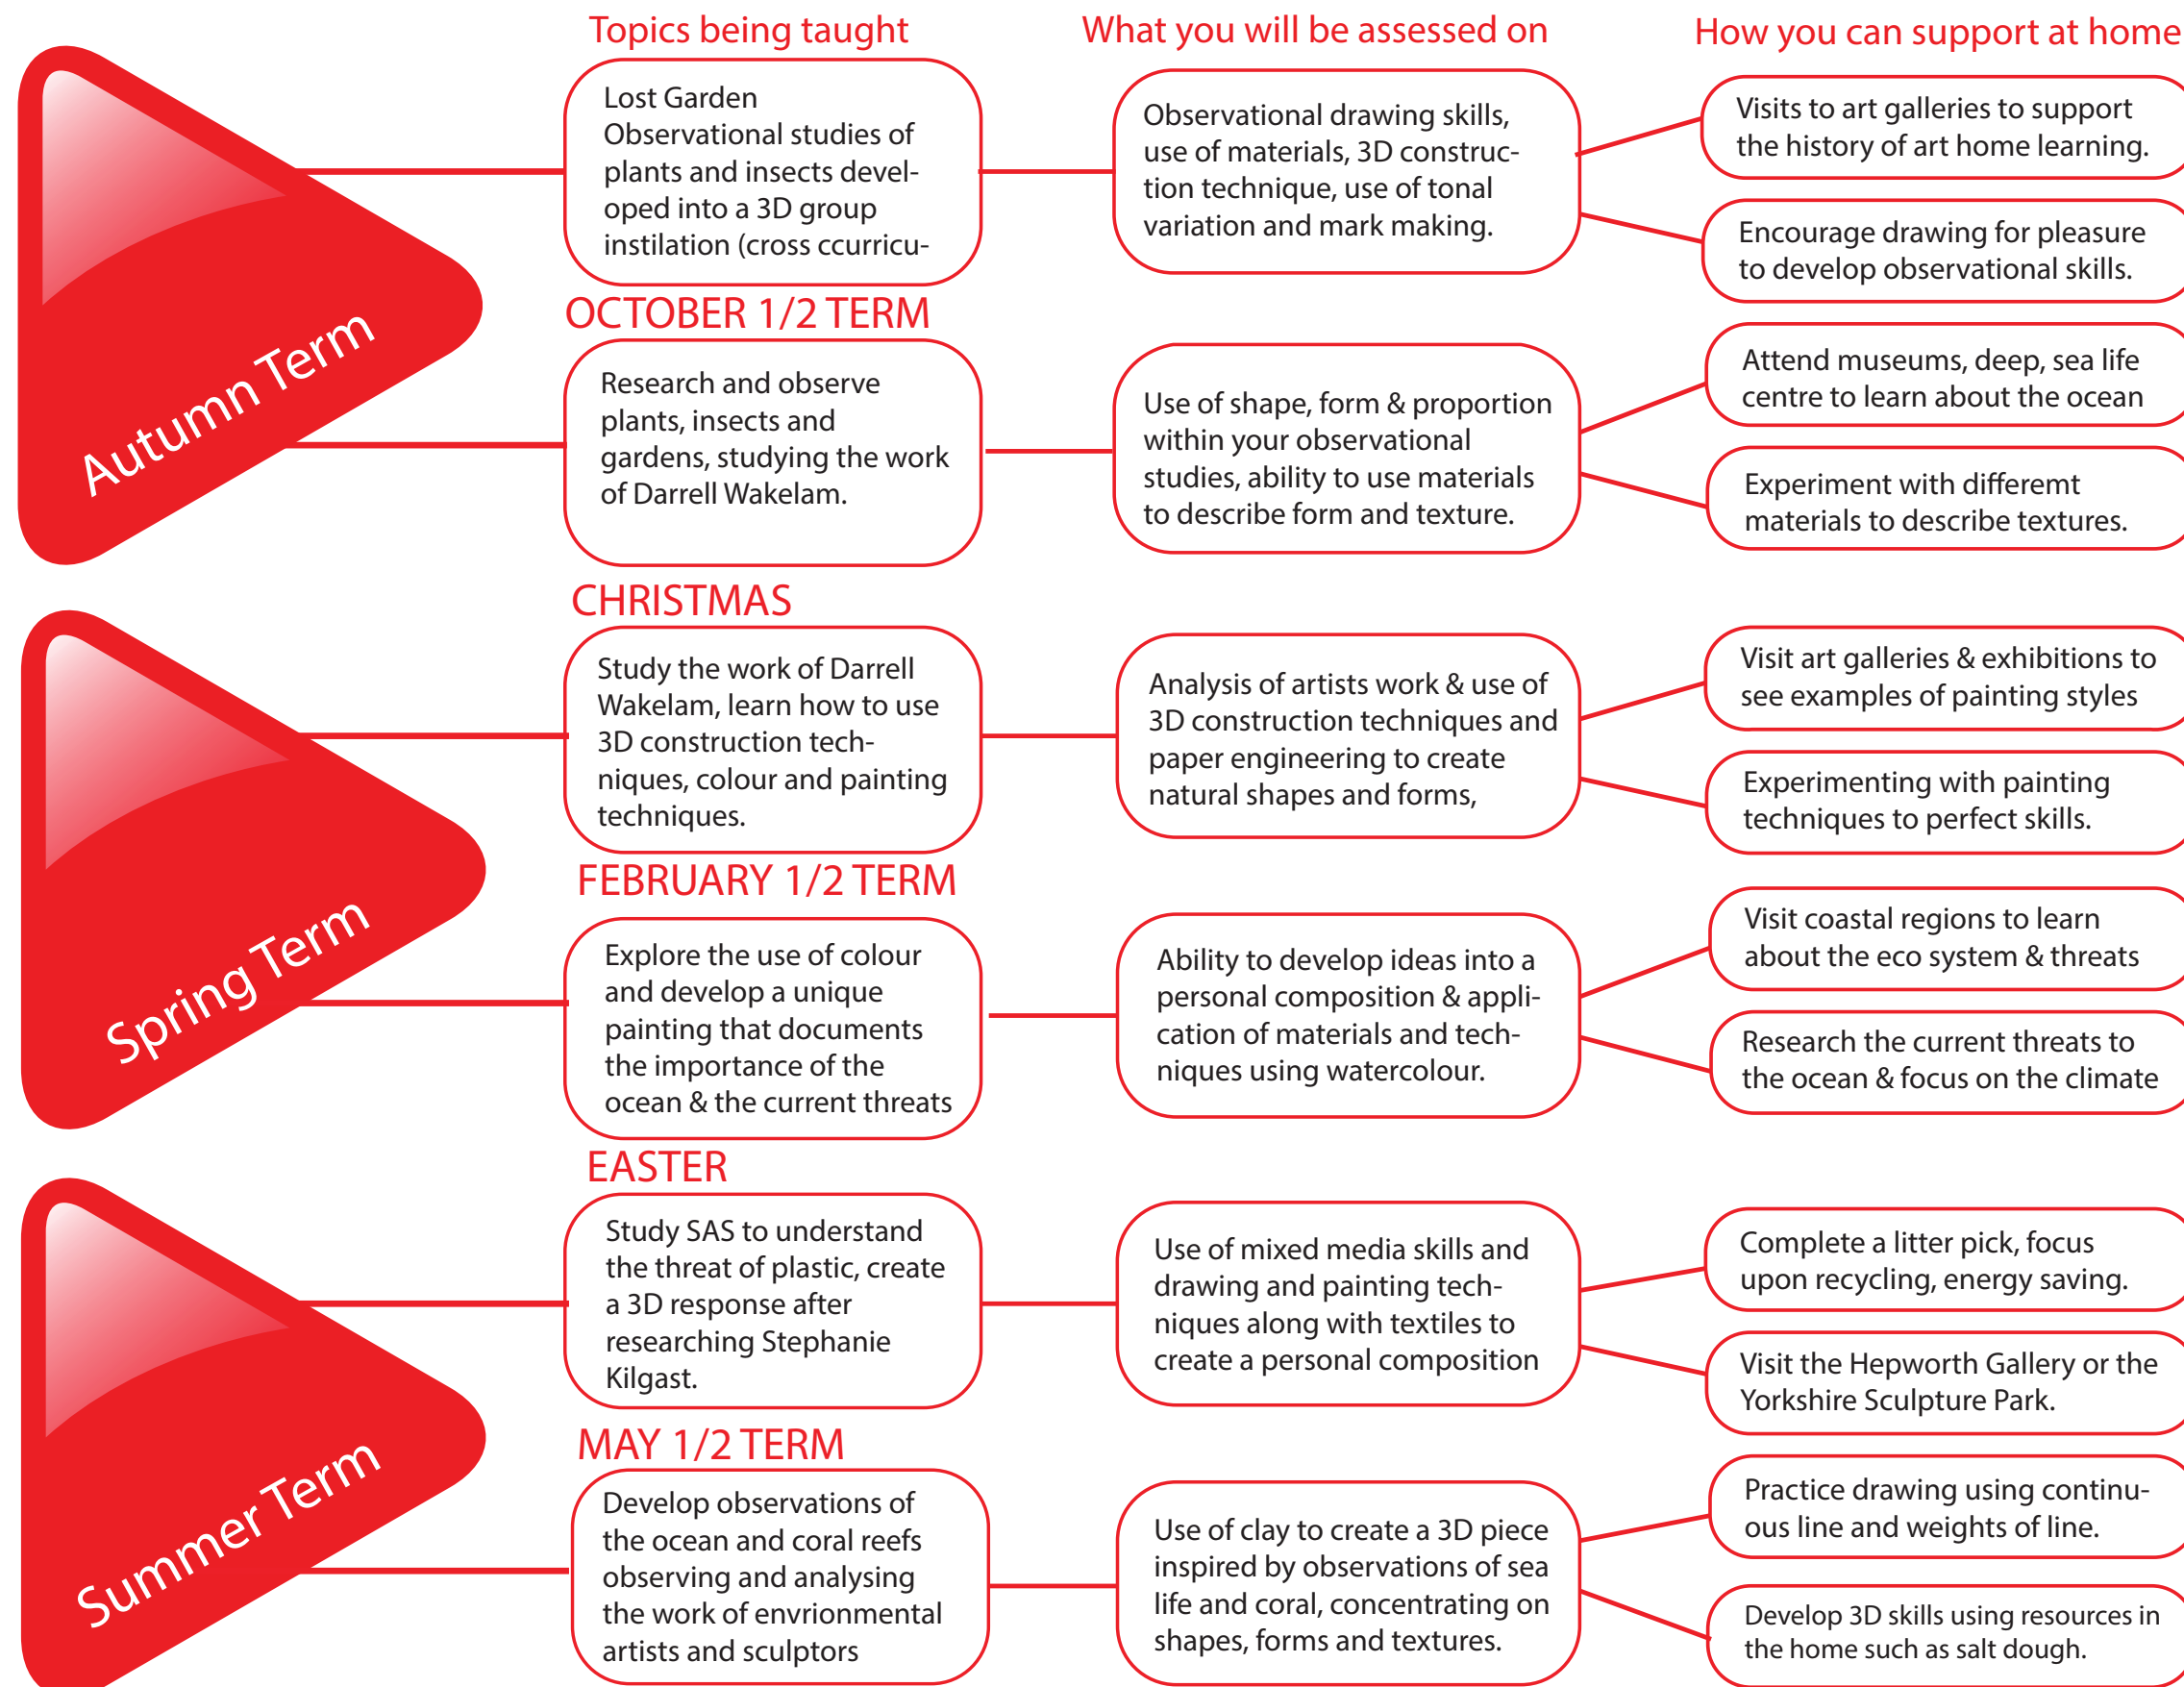 Topics being taught
What you will be assessed on
How you can support at home
Autumn Term
Lost Garden
Observational studies of
plants and insects devel-
oped into a 3D group
instilation (cross ccurricu-
Observational drawing skills,
use of materials, 3D construc-
tion technique, use of tonal
variation and mark making.
Visits to art galleries to support
the history of art home learning.
Encourage drawing for pleasure
to develop observational skills.
OCTOBER 1/2 TERM
Research and observe
plants, insects and
gardens, studying the work
of Darrell Wakelam.
Use of shape, form & proportion
within your observational
studies, ability to use materials
to describe form and texture.
Attend museums, deep, sea life
centre to learn about the ocean
Experiment with differemt
materials to describe textures.
CHRISTMAS
Spring Term
Study the work of Darrell
Wakelam, learn how to use
3D construction tech-
niques, colour and painting
techniques.
Analysis of artists work & use of
3D construction techniques and
paper engineering to create
natural shapes and forms,
Visit art galleries & exhibitions to
see examples of painting styles
Experimenting with painting
techniques to perfect skills.
FEBRUARY 1/2 TERM
Explore the use of colour
and develop a unique
painting that documents
the importance of the
ocean & the current threats
Ability to develop ideas into a
personal composition & appli-
cation of materials and tech-
niques using watercolour.
Visit coastal regions to learn
about the eco system & threats
Research the current threats to
the ocean & focus on the climate
EASTER
Summer Term
Study SAS to understand
the threat of plastic, create
a 3D response after
researching Stephanie
Kilgast.
Use of mixed media skills and
drawing and painting tech-
niques along with textiles to
create a personal composition
Complete a litter pick, focus
upon recycling, energy saving.
Visit the Hepworth Gallery or the
Yorkshire Sculpture Park.
MAY 1/2 TERM
Develop observations of
the ocean and coral reefs
observing and analysing
the work of envrionmental
artists and sculptors
Use of clay to create a 3D piece
inspired by observations of sea
life and coral, concentrating on
shapes, forms and textures.
Practice drawing using continu-
ous line and weights of line.
Develop 3D skills using resources in
the home such as salt dough.